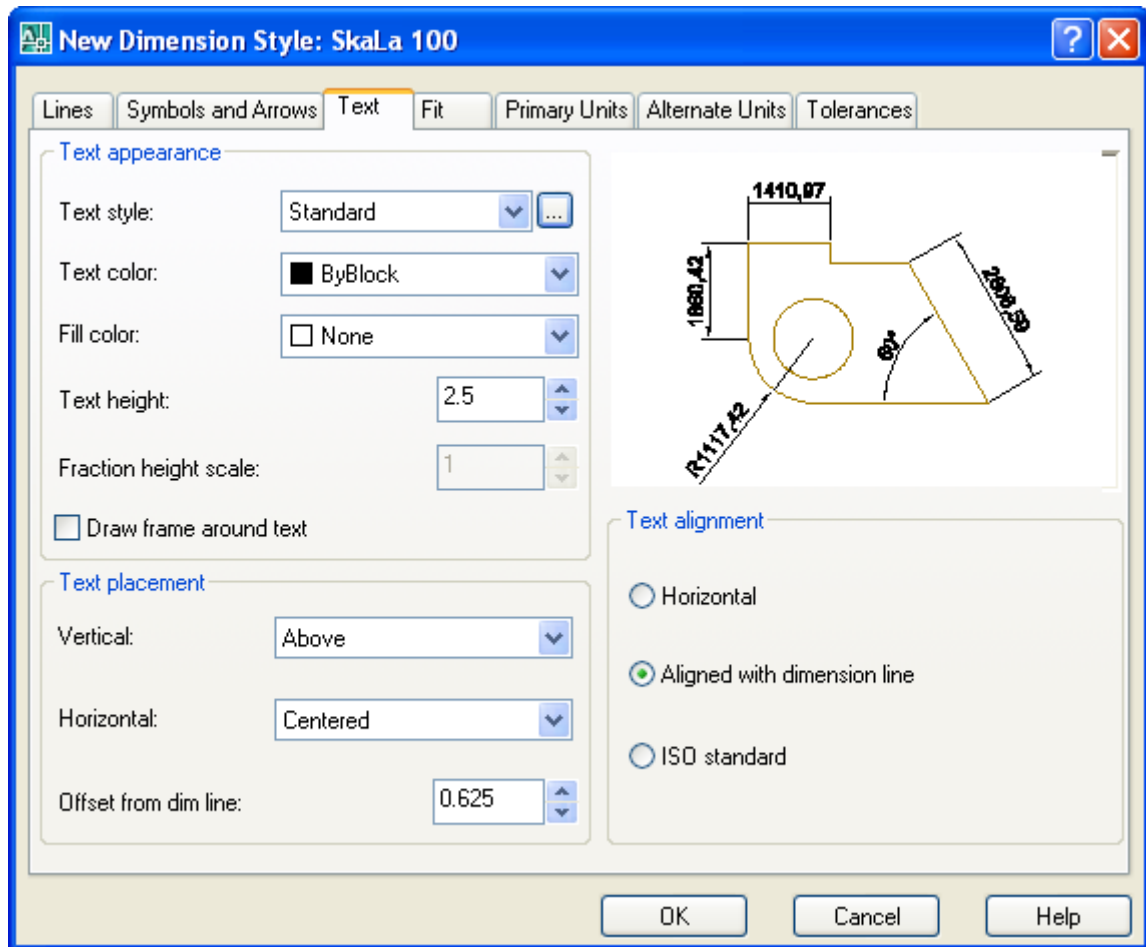 New Dimension Style: SkaLa 100
Lines
Symbols and Arrows
Text
Fit
Primary Units
Alternate Units
Tolerances
Text appearance
Text style:
Standard
...
Text color:
ByBlock
Fill color:
None
Text height:
2.5
Fraction height scale:
1
Draw frame around text
Text placement
Vertical:
Above
Horizontal:
Centered
Offset from dim line:
0.625
1410,97
1860,42
60°
R1117,42
Text alignment
Horizontal
Aligned with dimension line
ISO standard
OK
Cancel
Help